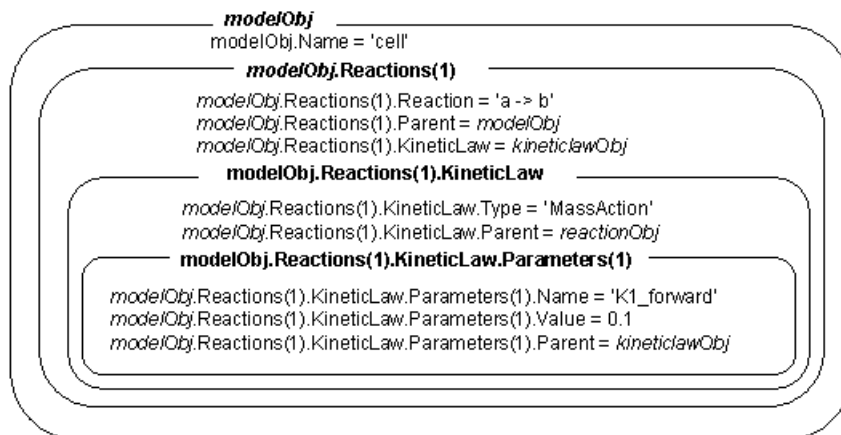 modelObj
modelObj.Name = 'cell'
modelObj.Reactions(1)
modelObj.Reactions(1).Reaction = 'a -> b'
modelObj.Reactions(1).Parent = modelObj
modelObj.Reactions(1).KineticLaw = kineticlawObj
modelObj.Reactions(1).KineticLaw
modelObj.Reactions(1).KineticLaw.Type = 'MassAction'
modelObj.Reactions(1).KineticLaw.Parent = reactionObj
modelObj.Reactions(1).KineticLaw.Parameters(1)
modelObj.Reactions(1).KineticLaw.Parameters(1).Name = 'K1_forward'
modelObj.Reactions(1).KineticLaw.Parameters(1).Value = 0.1
modelObj.Reactions(1).KineticLaw.Parameters(1).Parent = kineticlawObj